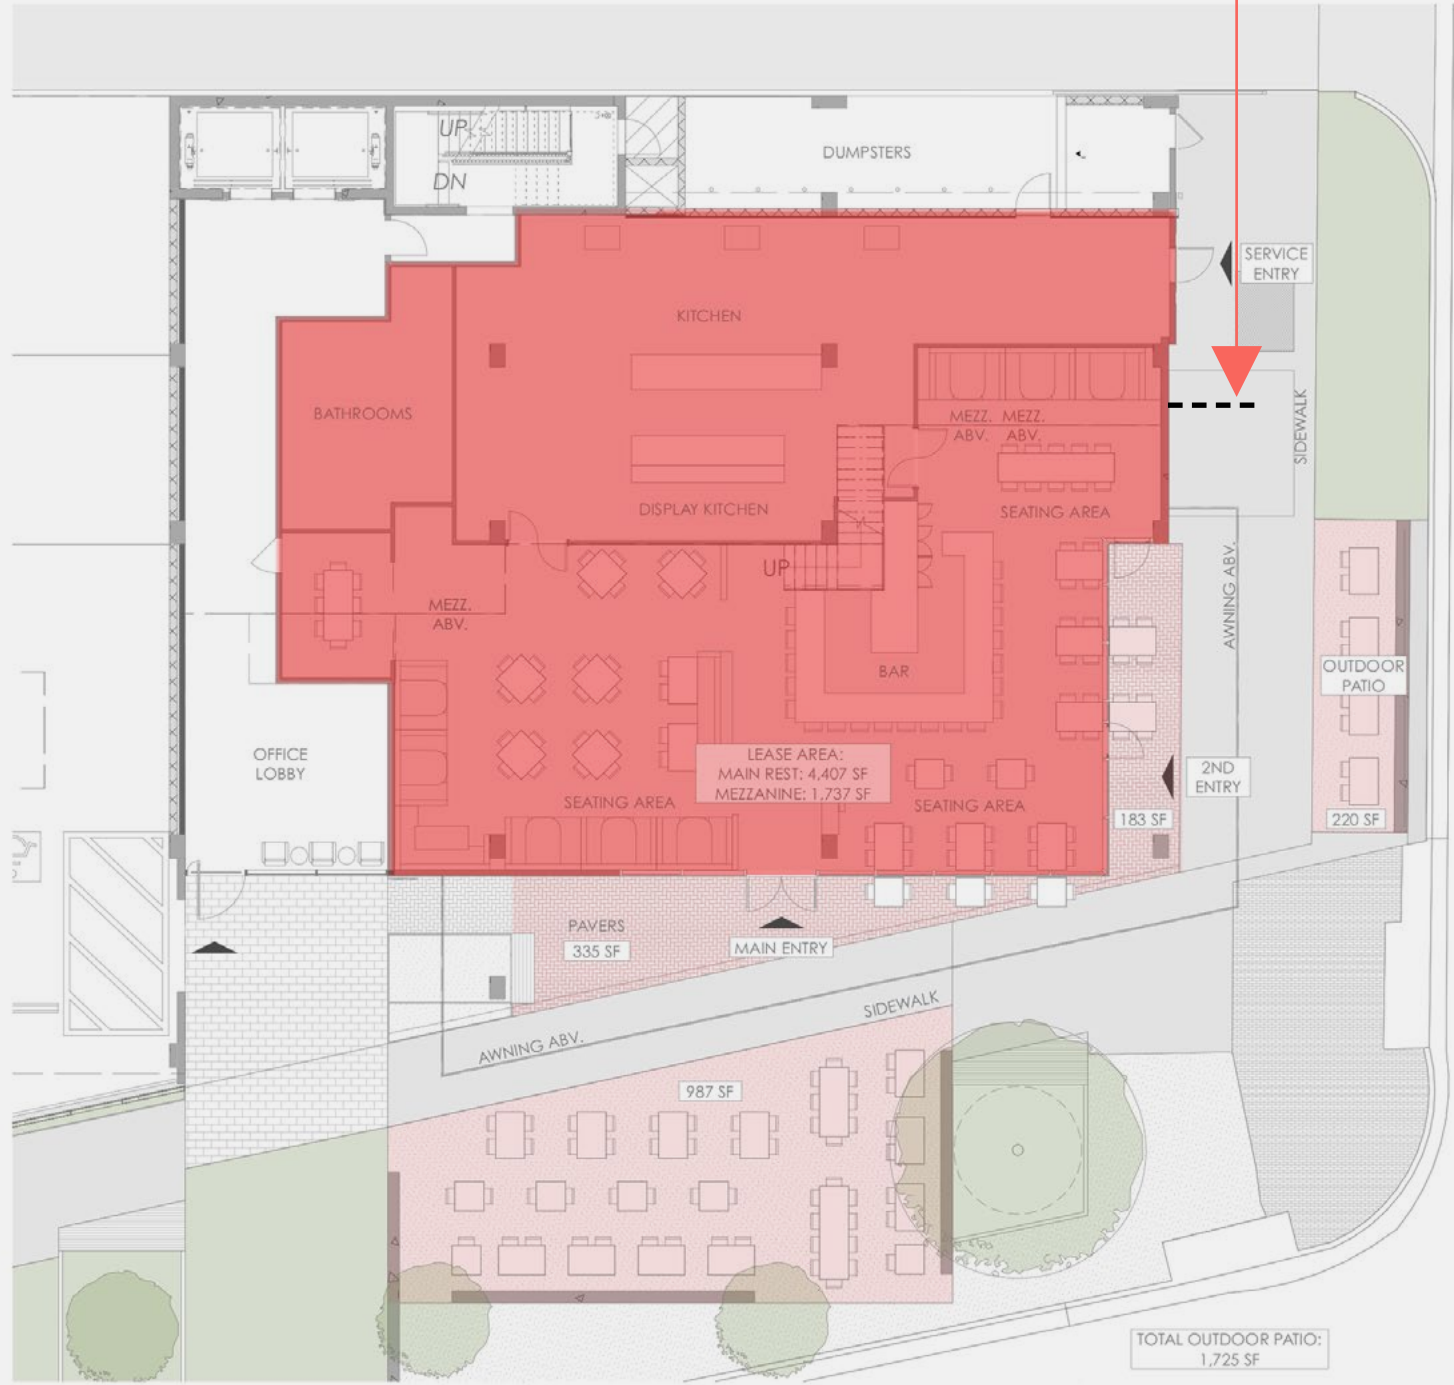 UP
DN
DUMPSTERS
SERVICE
ENTRY
KITCHEN
BATHROOMS
MEZZ. MEZZ.
ABV. ABV.
SIDEWALK
DISPLAY KITCHEN
SEATING AREA
UP
MEZZ.
ABV.
AWNING ABV.
BAR
OUTDOOR
PATIO
OFFICE
LOBBY
LEASE AREA:
MAIN REST: 4,407 SF
MEZZANINE: 1,737 SF
2ND
ENTRY
SEATING AREA
SEATING AREA
183 SF
220 SF
PAVERS
335 SF
MAIN ENTRY
SIDEWALK
AWNING ABV.
987 SF
TOTAL OUTDOOR PATIO:
1,725 SF